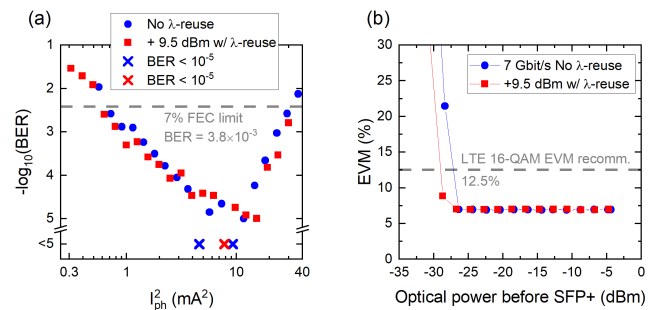 (a)
No λ-reuse
+ 9.5 dBm w/ λ-reuse
BER < 10⁻⁵
BER < 10⁻⁵
-log₁₀(BER)
1
2
3
4
5
<5
7% FEC limit
BER = 3.8×10⁻³
0.3
1
10
40
I²ₚₕ (mA²)
(b)
7 Gbit/s No λ-reuse
+9.5 dBm w/ λ-reuse
EVM (%)
30
25
20
15
10
5
0
LTE 16-QAM EVM recomm.
12.5%
-35
-30
-25
-20
-15
-10
-5
0
Optical power before SFP+ (dBm)